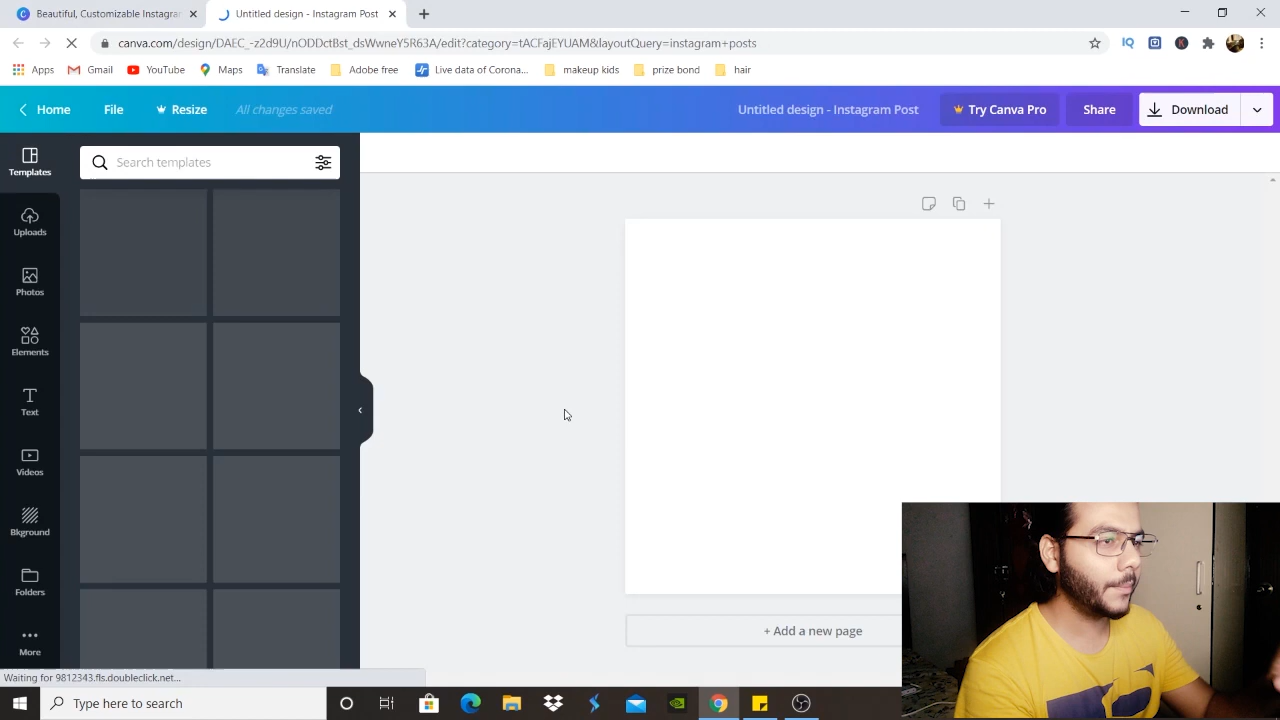 Beautiful, Customizable Instagram
Untitled design - Instagram Post
canva.com/design/DAEC_-z2d9U/nODDctBst_dsWwneY5R63A/edit?category=tACFajEYUAM&layoutQuery=instagram+posts
Apps
Gmail
YouTube
Maps
Translate
Adobe free
Live data of Corona...
makeup kids
prize bond
hair
Home
File
Resize
All changes saved
Untitled design - Instagram Post
Try Canva Pro
Share
Download
Templates
Search templates
Uploads
Photos
Elements
Text
Videos
Bkground
Folders
More
+ Add a new page
Waiting for 9812343.fls.doubleclick.net...
Type here to search